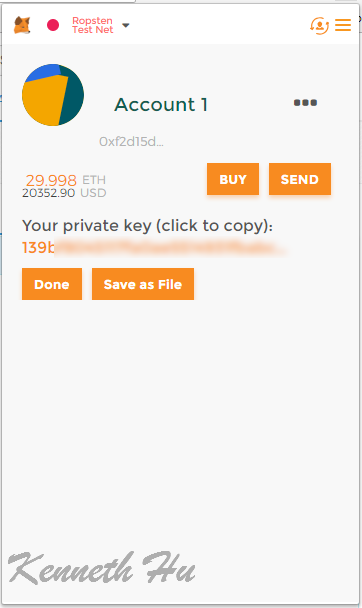 Ropsten
Test Net
Account 1
0xf2d15d...
29.998 ETH
20352.90 USD
BUY
SEND
Your private key (click to copy):
Done
Save as File
Kenneth Hu